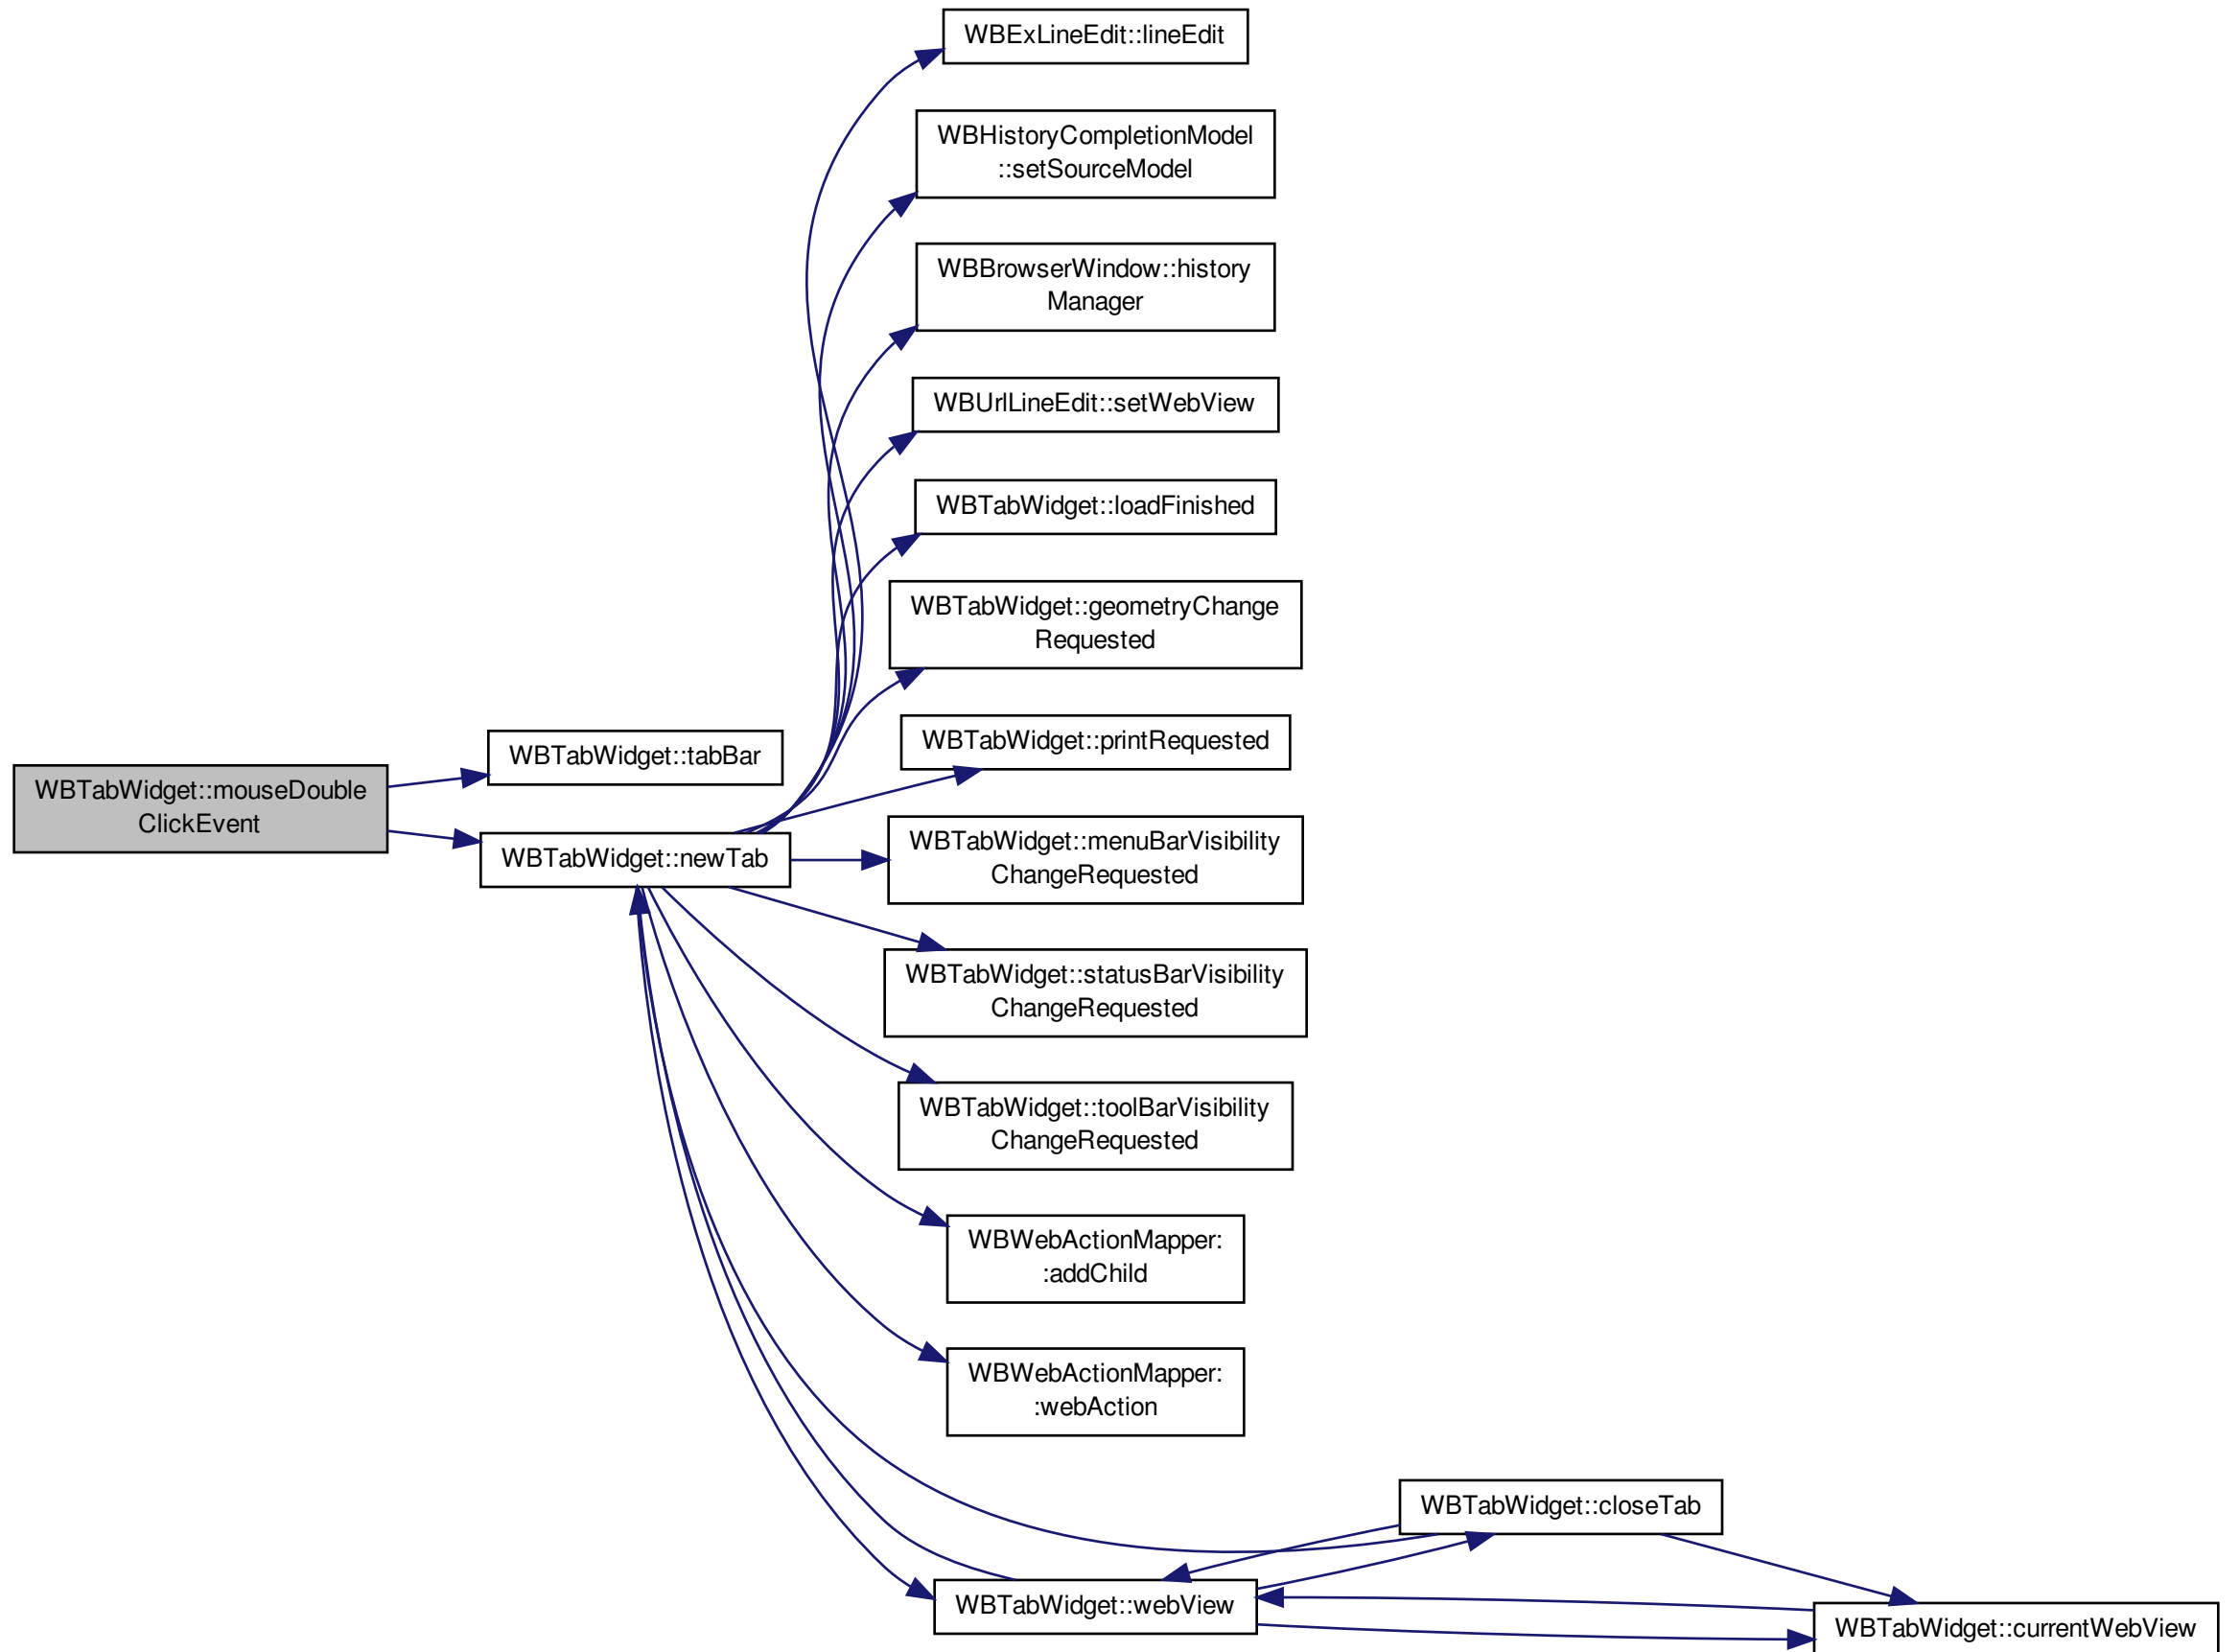 WBExLineEdit::lineEdit
WBHistoryCompletionModel
::setSourceModel
WBBrowserWindow::history
Manager
WBUrlLineEdit::setWebView
WBTabWidget::loadFinished
WBTabWidget::geometryChange
Requested
WBTabWidget::printRequested
WBTabWidget::tabBar
WBTabWidget::mouseDouble
ClickEvent
WBTabWidget::newTab
WBTabWidget::menuBarVisibility
ChangeRequested
WBTabWidget::statusBarVisibility
ChangeRequested
WBTabWidget::toolBarVisibility
ChangeRequested
WBWebActionMapper:
:addChild
WBWebActionMapper:
:webAction
WBTabWidget::closeTab
WBTabWidget::webView
WBTabWidget::currentWebView